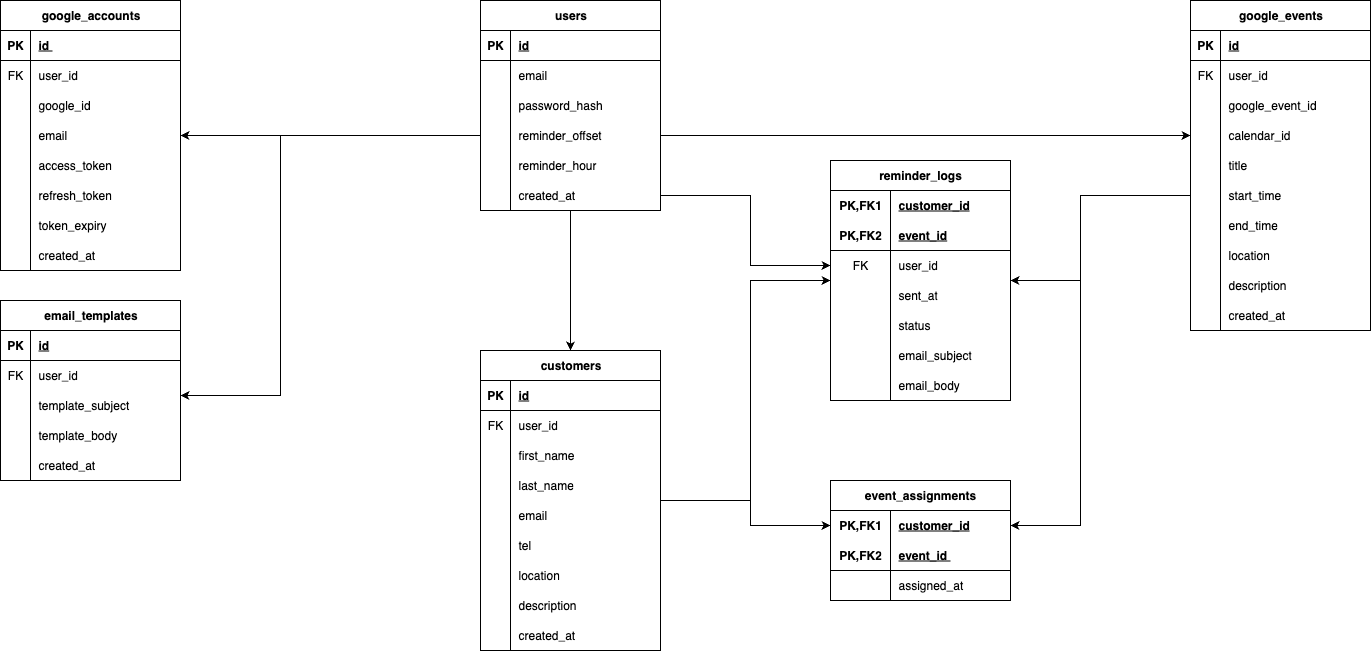 google_accounts
PK id
FK user_id
google_id
email
access_token
refresh_token
token_expiry
created_at
email_templates
PK id
FK user_id
template_subject
template_body
created_at
users
PK id
email
password_hash
reminder_offset
reminder_hour
created_at
customers
PK id
FK user_id
first_name
last_name
email
tel
location
description
created_at
reminder_logs
PK,FK1 customer_id
PK,FK2 event_id
FK user_id
sent_at
status
email_subject
email_body
event_assignments
PK,FK1 customer_id
PK,FK2 event_id
assigned_at
google_events
PK id
FK user_id
google_event_id
calendar_id
title
start_time
end_time
location
description
created_at